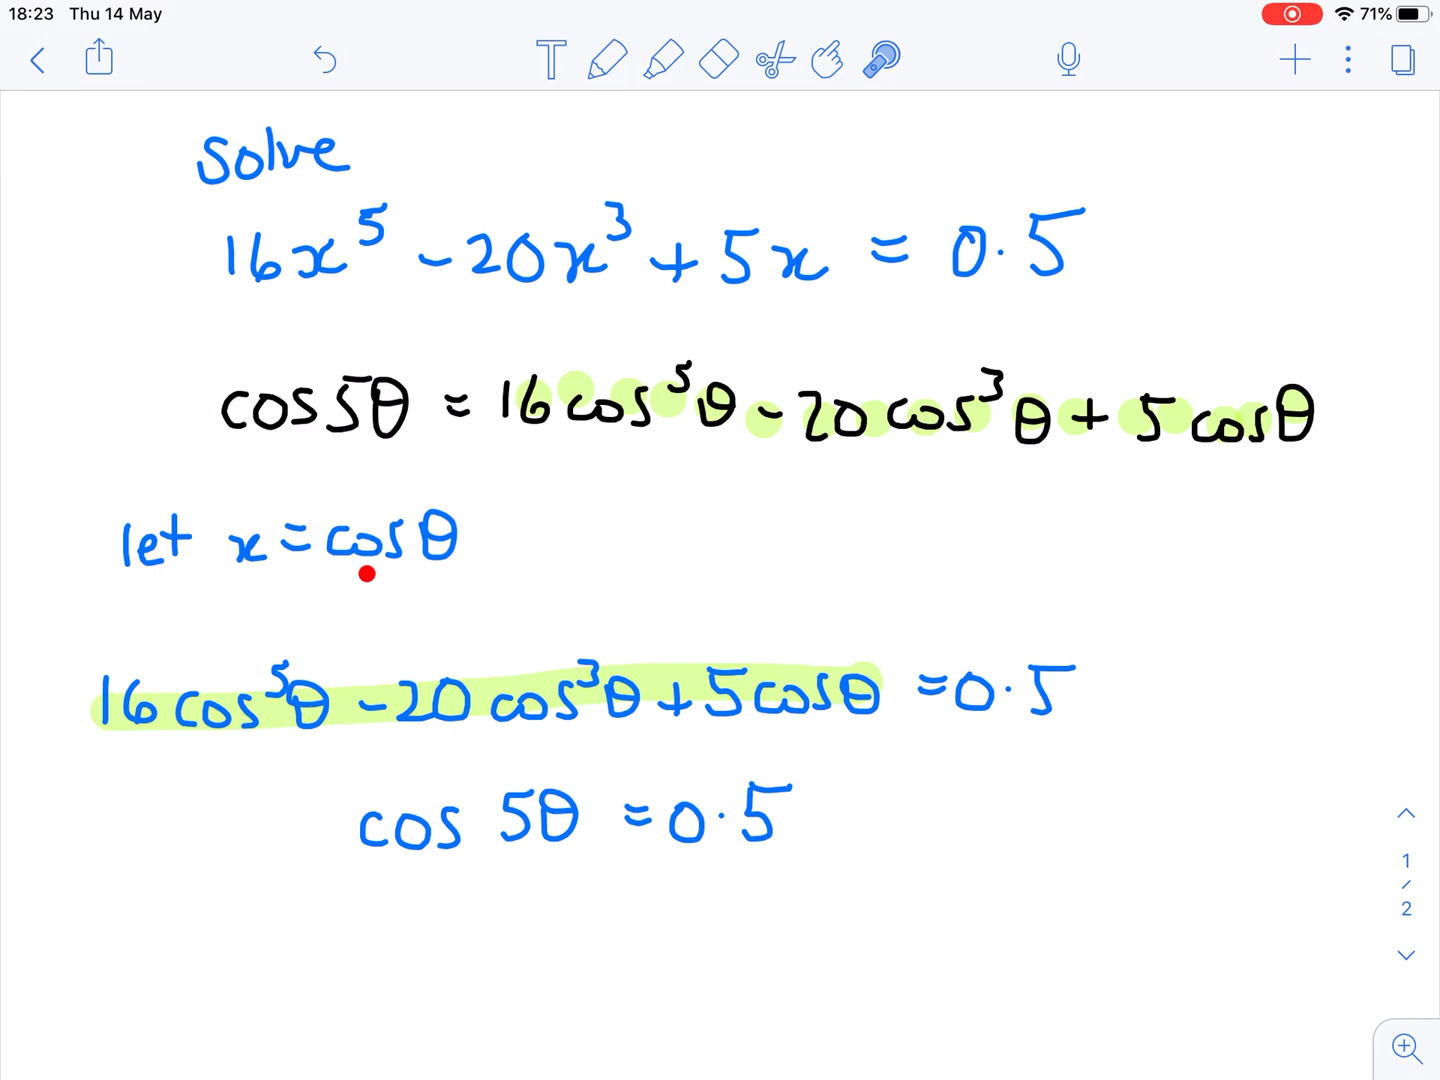 18:23 Thu 14 May 71%
T
Solve
16x⁵ - 20x³ + 5x = 0.5
cos5θ = 16cos⁵θ - 20cos³θ + 5cosθ
let x = cosθ
16cos⁵θ - 20cos³θ + 5cosθ = 0.5
cos 5θ = 0.5
1
/
2